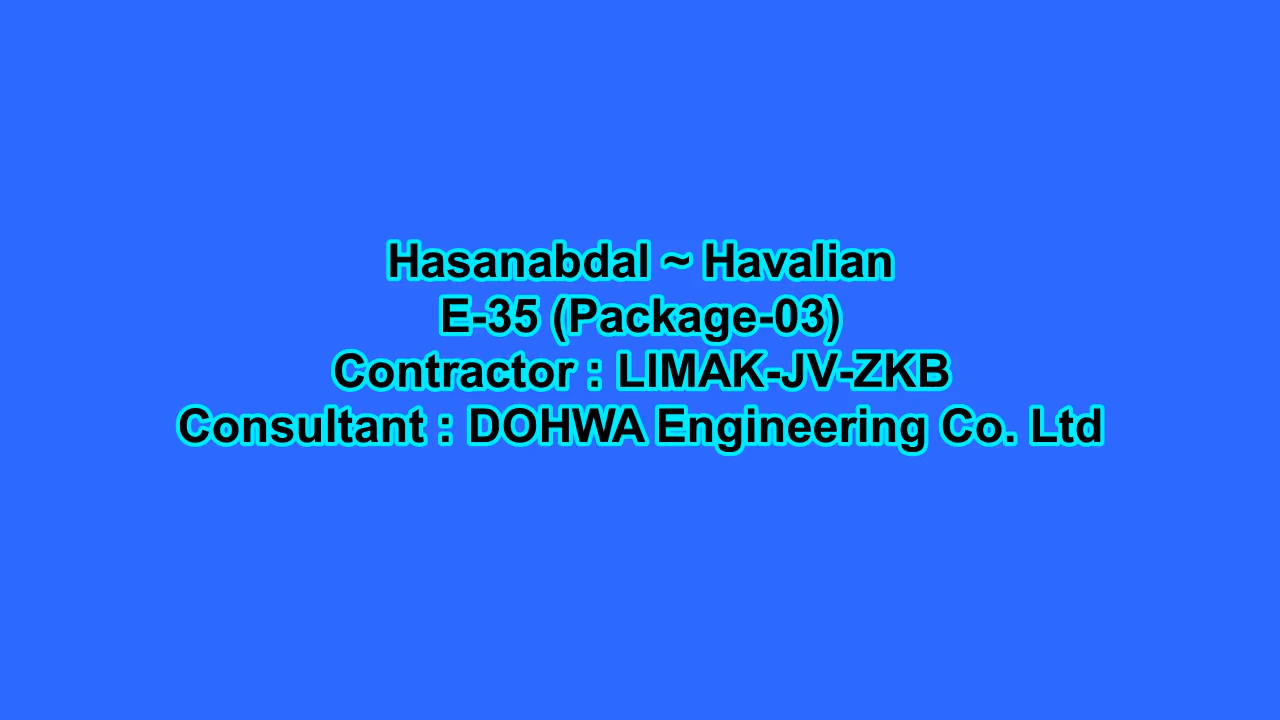 Hasanabdal ~ Havalian
E-35 (Package-03)
Contractor : LIMAK-JV-ZKB
Consultant : DOHWA Engineering Co. Ltd